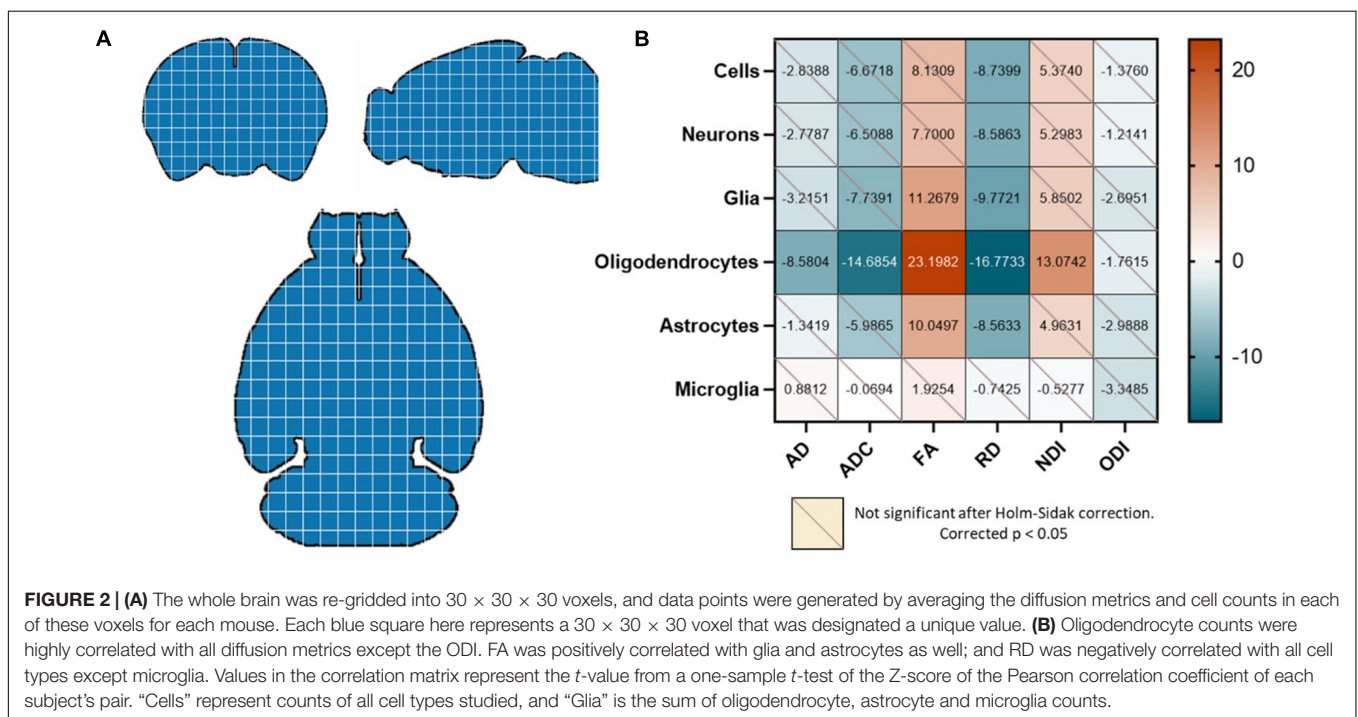 A
B
Cells -2.8388 -6.6718 8.1309 -8.7399 5.3740 -1.3760
Neurons -2.7787 -6.5088 7.7000 -8.5863 5.2983 -1.2141
Glia -3.2151 -7.7391 11.2679 -9.7721 5.8502 -2.6951
Oligodendrocytes -8.5804 -14.6854 23.1982 -16.7733 13.0742 -1.7615
Astrocytes -1.3419 -5.9865 10.0497 -8.5633 4.9631 -2.9888
Microglia 0.8812 -0.0694 1.9254 -0.7425 -0.5277 -3.3485
AD ADC FA RD NDI ODI
20
10
0
-10
Not significant after Holm-Sidak correction.
Corrected p < 0.05
FIGURE 2 | (A) The whole brain was re-gridded into 30 × 30 × 30 voxels, and data points were generated by averaging the diffusion metrics and cell counts in each
of these voxels for each mouse. Each blue square here represents a 30 × 30 × 30 voxel that was designated a unique value. (B) Oligodendrocyte counts were
highly correlated with all diffusion metrics except the ODI. FA was positively correlated with glia and astrocytes as well; and RD was negatively correlated with all cell
types except microglia. Values in the correlation matrix represent the t-value from a one-sample t-test of the Z-score of the Pearson correlation coefficient of each
subject's pair. “Cells” represent counts of all cell types studied, and “Glia” is the sum of oligodendrocyte, astrocyte and microglia counts.